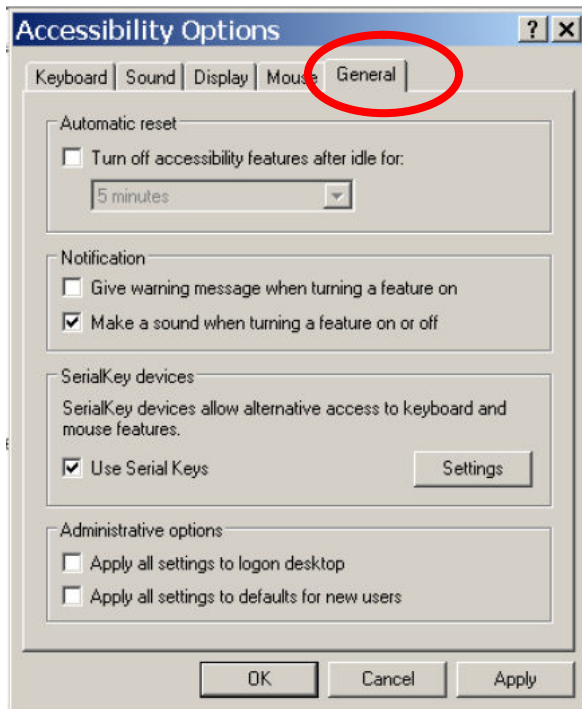 Accessibility Options
Keyboard Sound Display Mouse General
Automatic reset
Turn off accessibility features after idle for:
5 minutes
Notification
Give warning message when turning a feature on
Make a sound when turning a feature on or off
SerialKey devices
SerialKey devices allow alternative access to keyboard and
mouse features.
Use Serial Keys Settings
Administrative options
Apply all settings to logon desktop
Apply all settings to defaults for new users
OK Cancel Apply